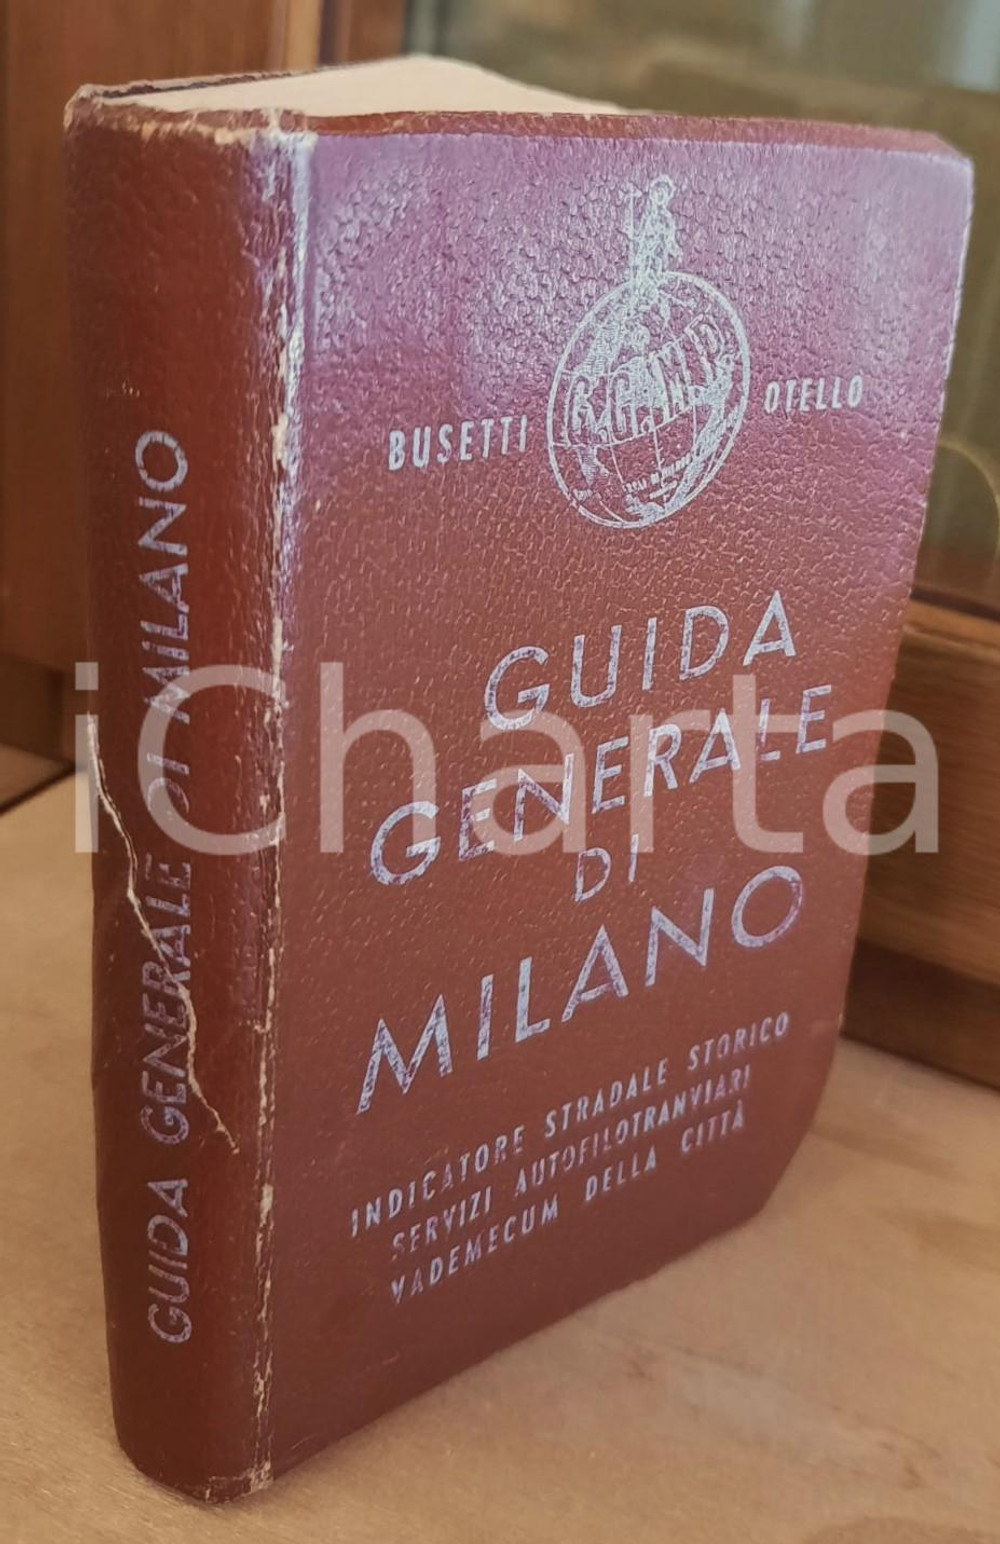 GUIDA GENERALE DI MILANO
BUSETTI
OTELLO
GUIDA
GENERALE
DI
MILANO
INDICATORE STRADALE STORICO
SERVIZI AUTOFILOTRANVIARI
VADEMECUM DELLA CITTÀ
iCharta